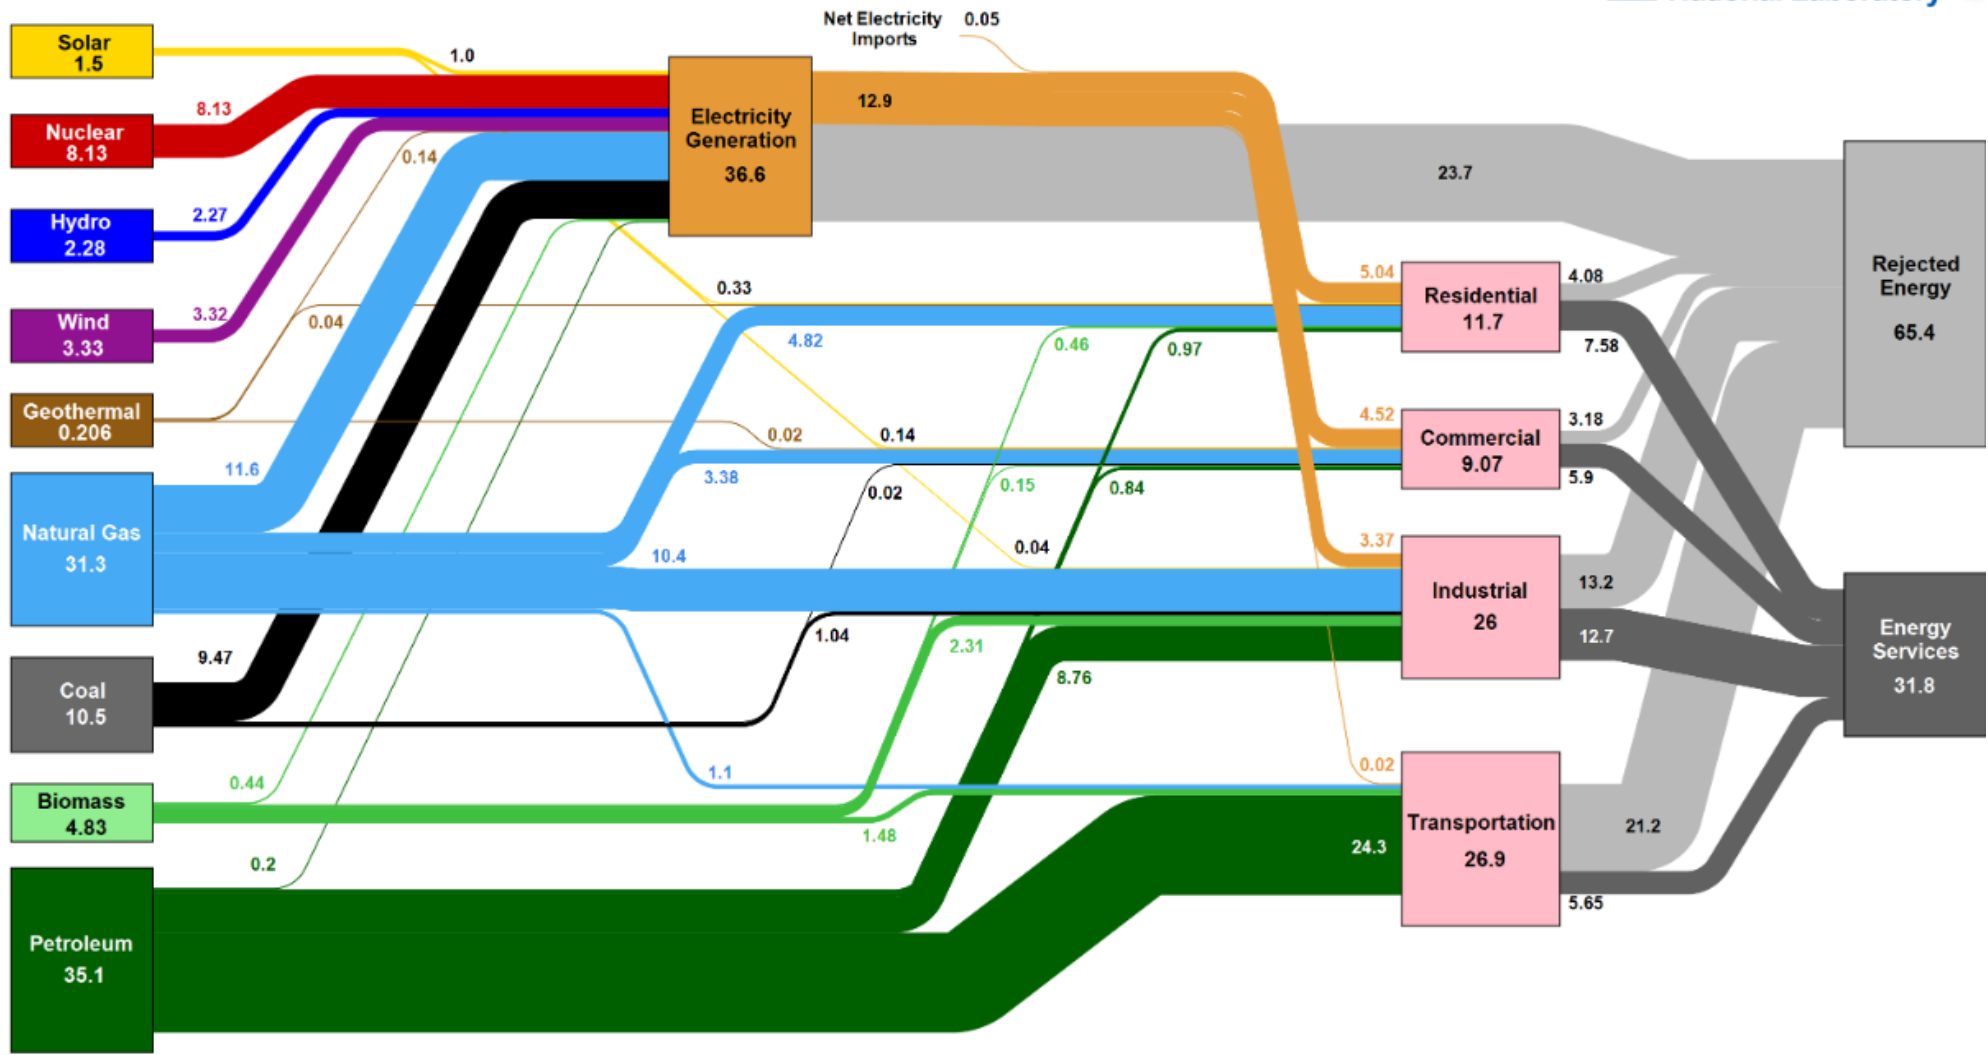 National Laboratory
Net Electricity
Imports
0.05
Solar
1.5
1.0
Nuclear
8.13
8.13
Hydro
2.28
2.27
Wind
3.33
3.32
Geothermal
0.206
0.14
0.04
0.02
Natural Gas
31.3
11.6
4.82
3.38
10.4
1.1
Coal
10.5
9.47
0.02
1.04
Biomass
4.83
0.44
0.46
0.15
2.31
1.48
Petroleum
35.1
0.2
0.97
0.84
8.76
24.3
0.33
0.14
0.04
Electricity
Generation
36.6
12.9
23.7
5.04
4.52
3.37
0.02
Residential
11.7
4.08
7.58
Commercial
9.07
3.18
5.9
Industrial
26
13.2
12.7
Transportation
26.9
21.2
5.65
Rejected
Energy
65.4
Energy
Services
31.8